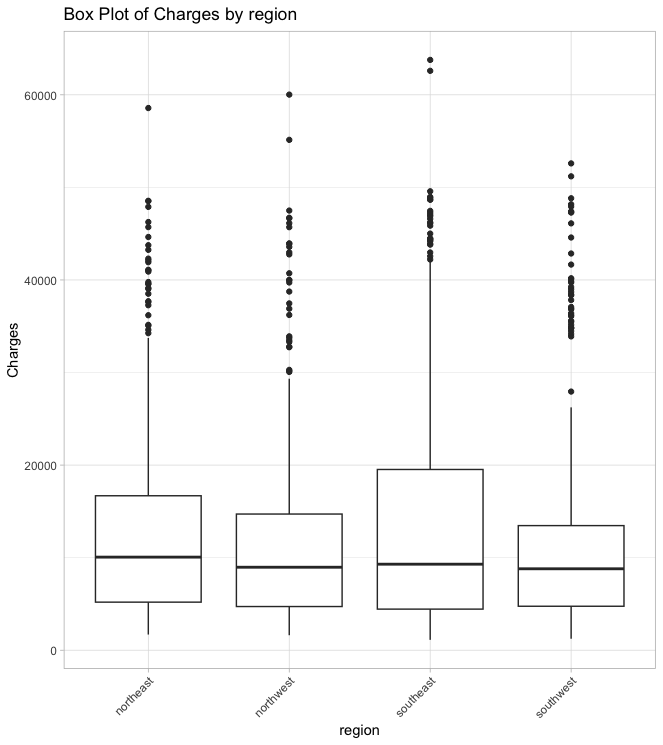 Box Plot of Charges by region
Charges
60000
40000
20000
0
northeast
northwest
southeast
southwest
region